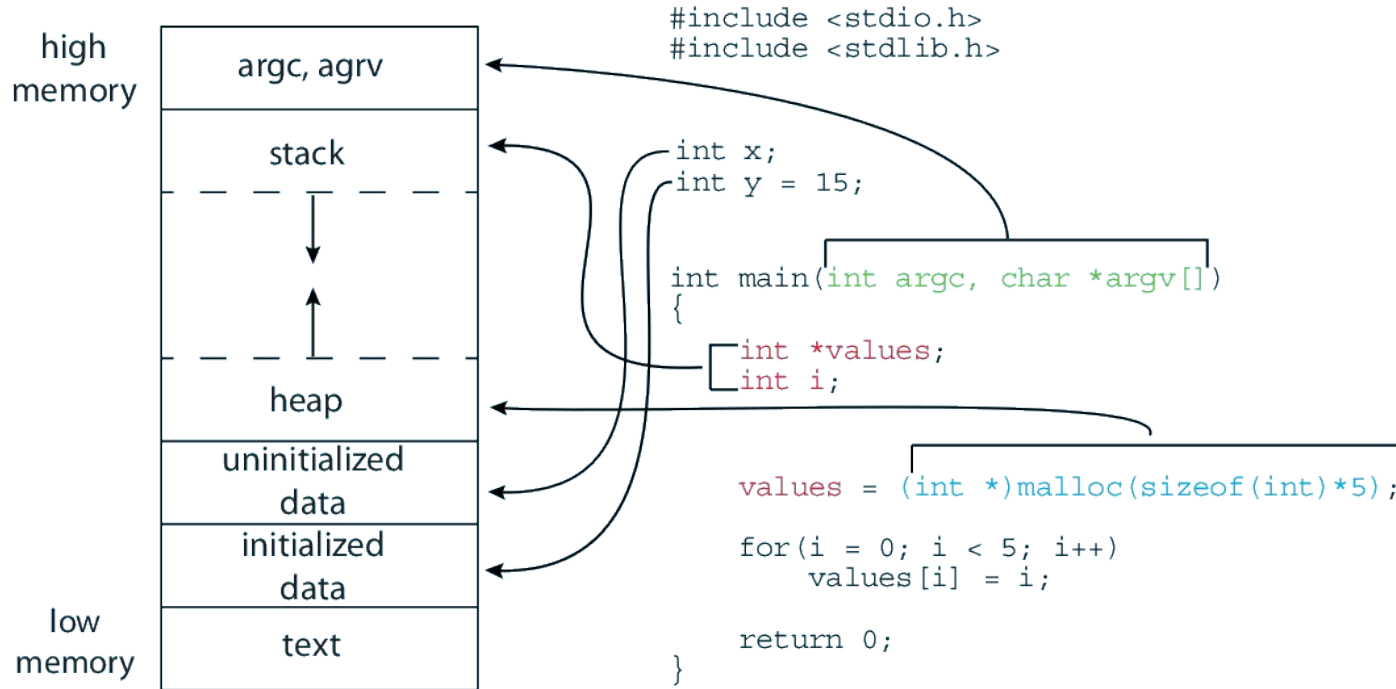 high
memory
argc, agrv
stack
heap
uninitialized
data
initialized
data
low
memory
text
#include <stdio.h>
#include <stdlib.h>
int x;
int y = 15;
int main(int argc, char *argv[])
{
int *values;
int i;
values = (int *)malloc(sizeof(int)*5);
for(i = 0; i < 5; i++)
values[i] = i;
return 0;
}